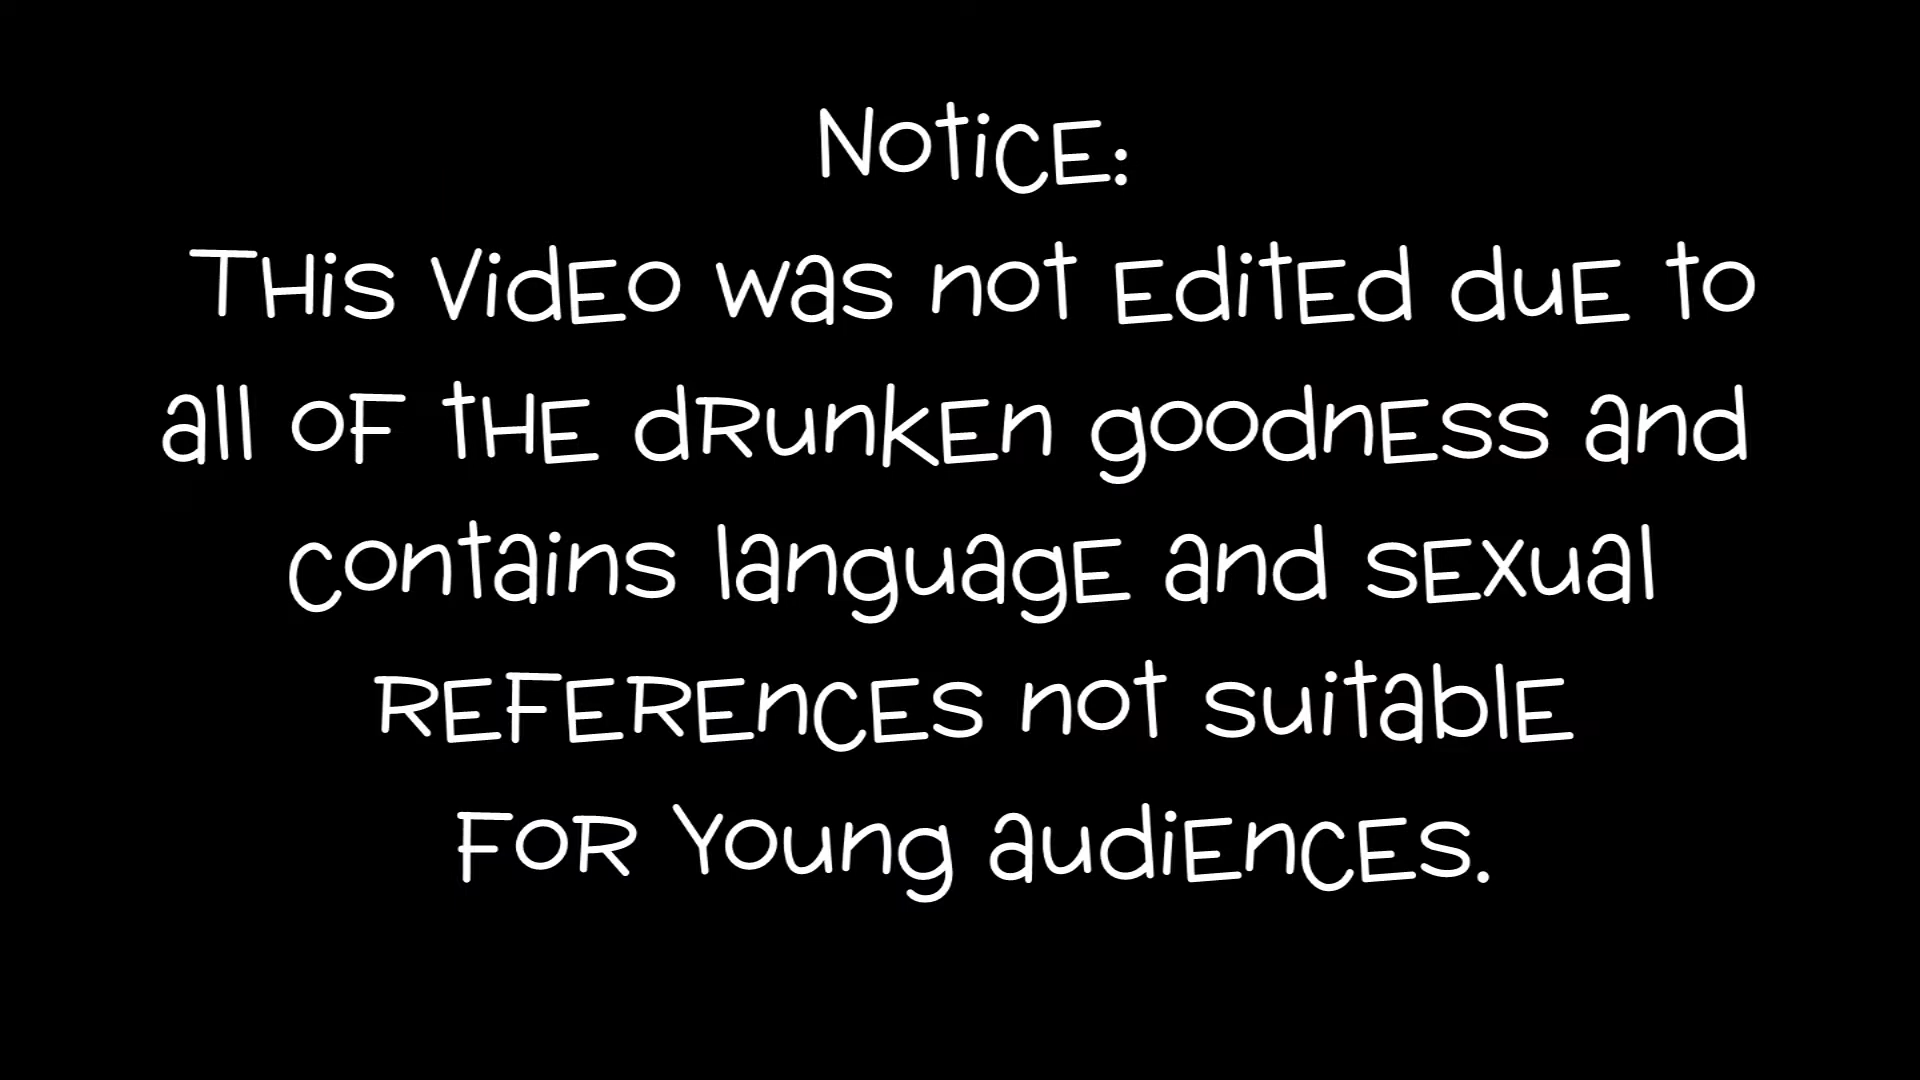 Notice:
This video was not edited due to
all of the drunken goodness and
contains language and sexual
references not suitable
for young audiences.